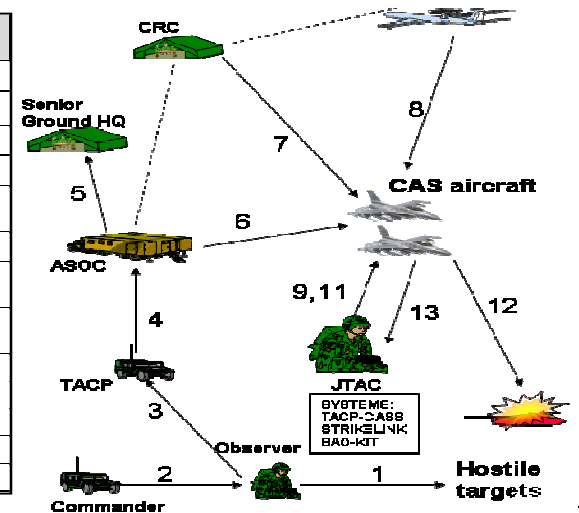 CRC
Senior
Ground HQ
8
7
CAS aircraft
5
6
ASOC
9,11
13
12
4
TACP
JTAC
3
SYSTEME:
TACP-CASS
STRIKELINK
BAO-KIT
Observer
2
1
Hostile
targets
Commander